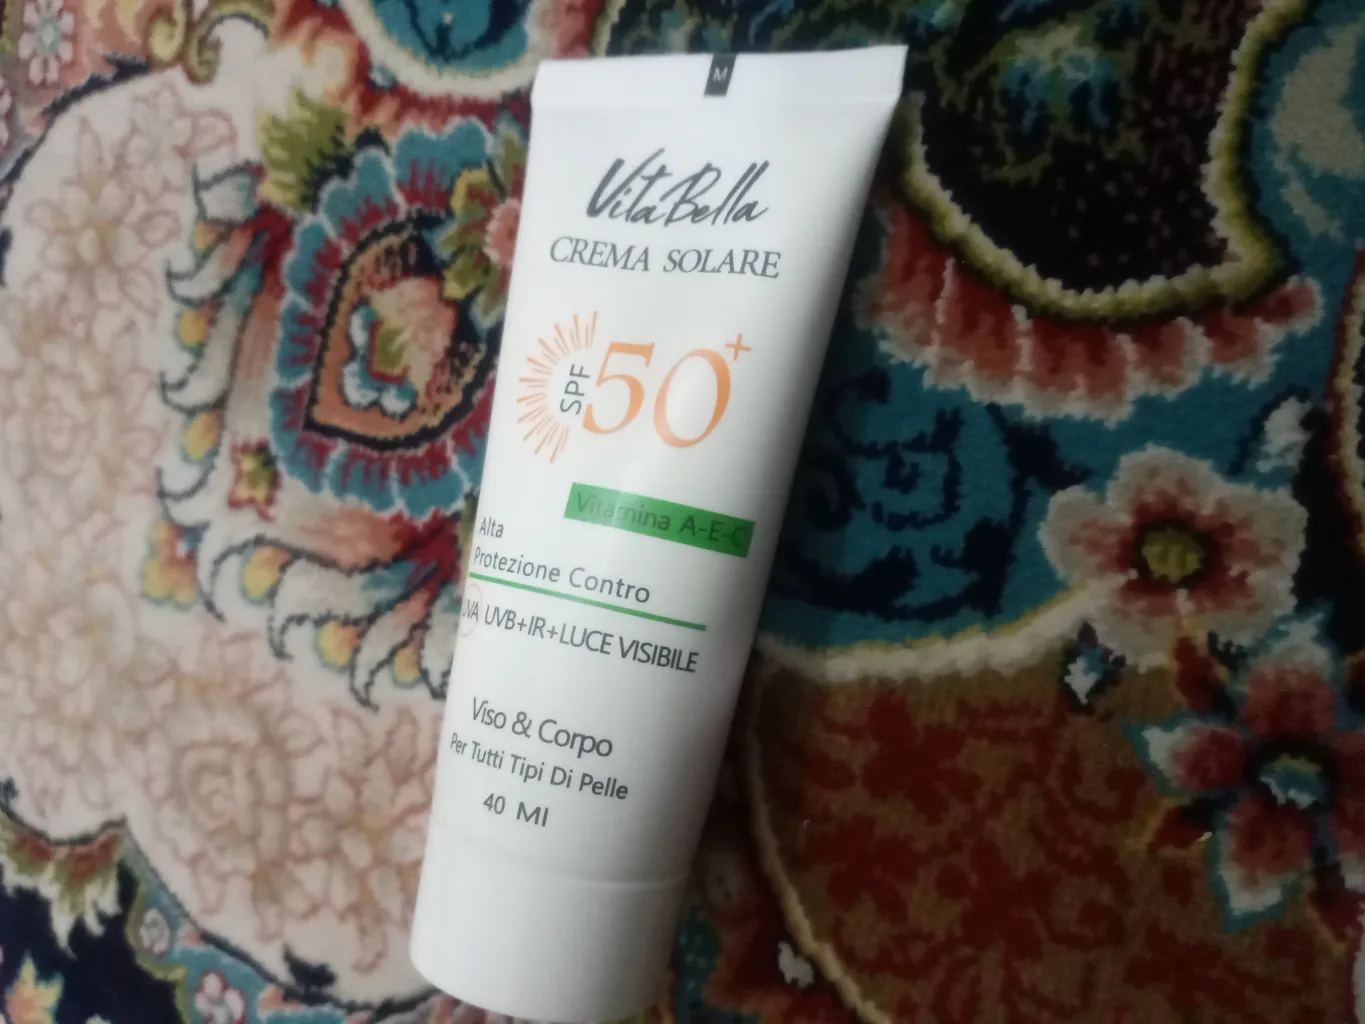 M
VitaBella
CREMA SOLARE
SPF 50+
Vitamina A-E-C
Alta
Protezione Contro
UVA UVB+IR+LUCE VISIBILE
Viso & Corpo
Per Tutti Tipi Di Pelle
40 Ml